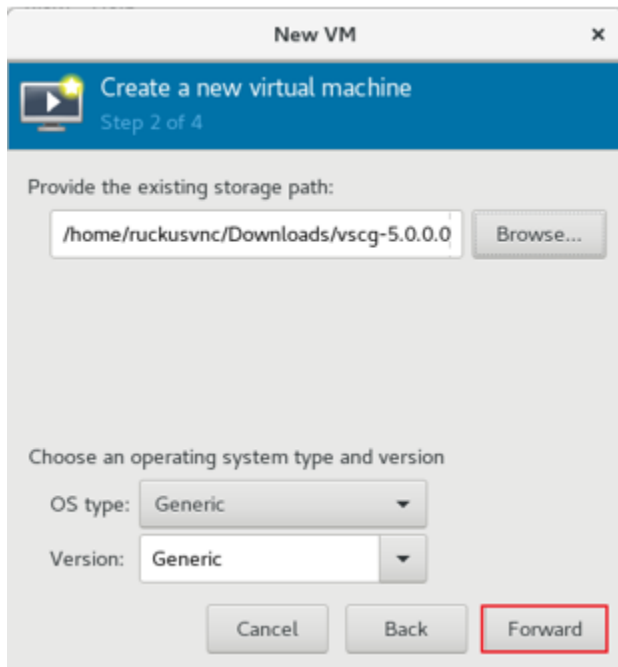 New VM ×
Create a new virtual machine
Step 2 of 4
Provide the existing storage path:
/home/ruckusvnc/Downloads/vscg-5.0.0.0 Browse...
Choose an operating system type and version
OS type: Generic
Version: Generic
Cancel Back Forward